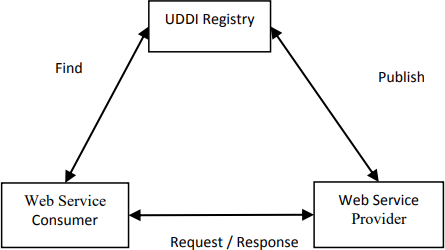 UDDI Registry
Find
Publish
Web Service
Consumer
Web Service
Provider
Request / Response